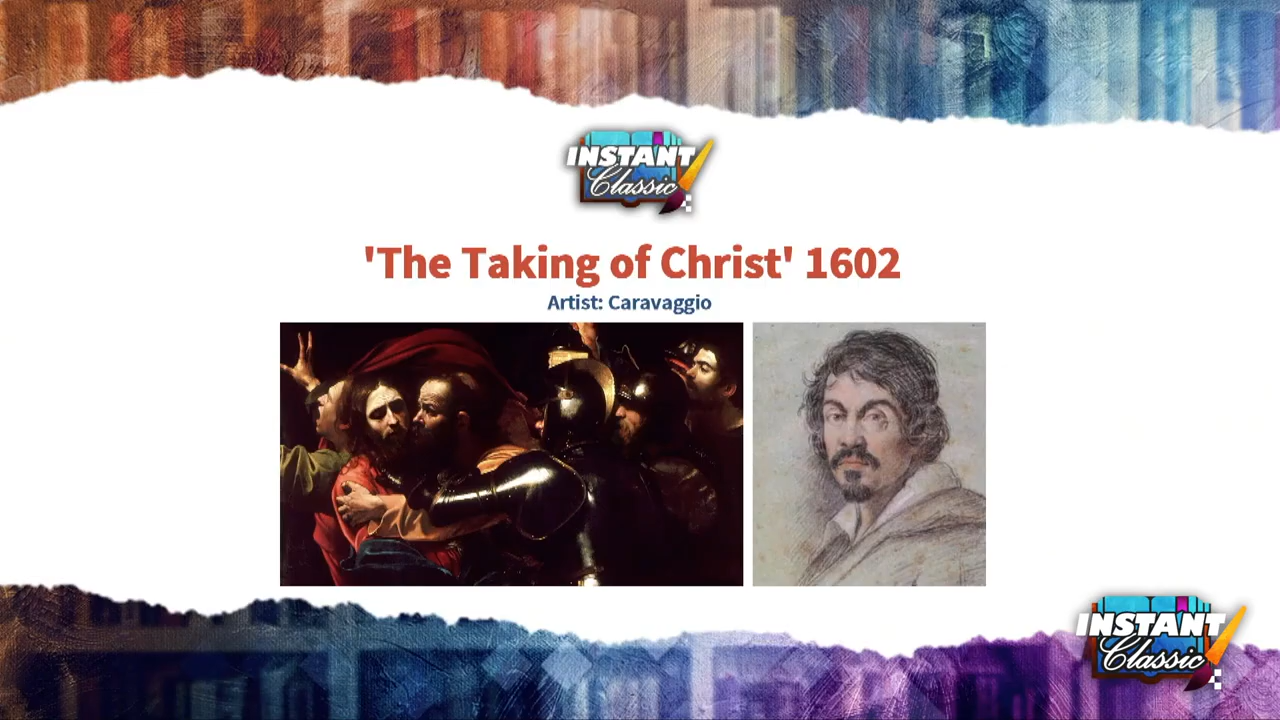 INSTANT
Classic
'The Taking of Christ' 1602
Artist: Caravaggio
INSTANT
Classic